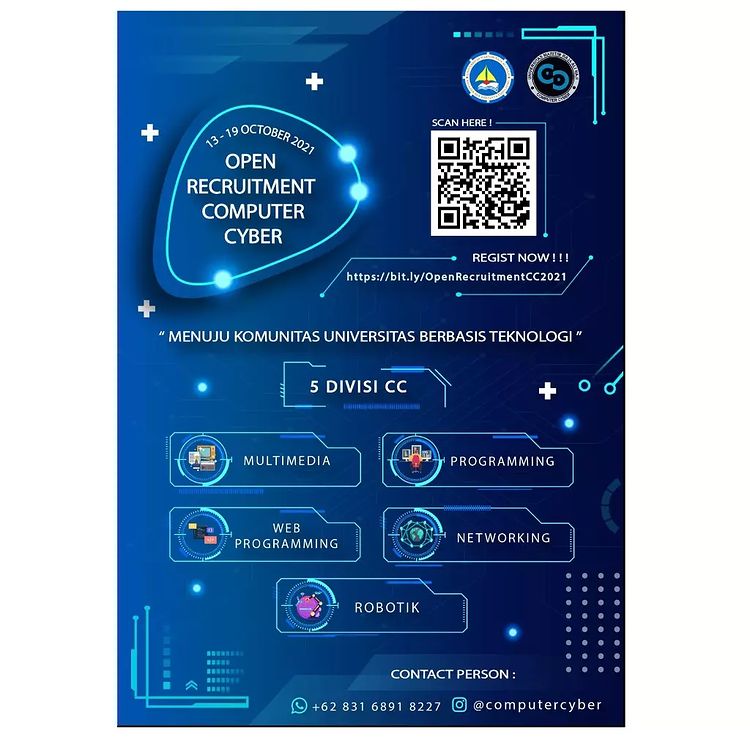 13 - 19 OCTOBER 2021
OPEN
RECRUITMENT
COMPUTER
CYBER
SCAN HERE !
REGIST NOW ! ! !
https://bit.ly/OpenRecruitmentCC2021
“ MENUJU KOMUNITAS UNIVERSITAS BERBASIS TEKNOLOGI ”
5 DIVISI CC
MULTIMEDIA
PROGRAMMING
WEB
PROGRAMMING
NETWORKING
ROBOTIK
CONTACT PERSON :
+62 831 6891 8227
@computercyber